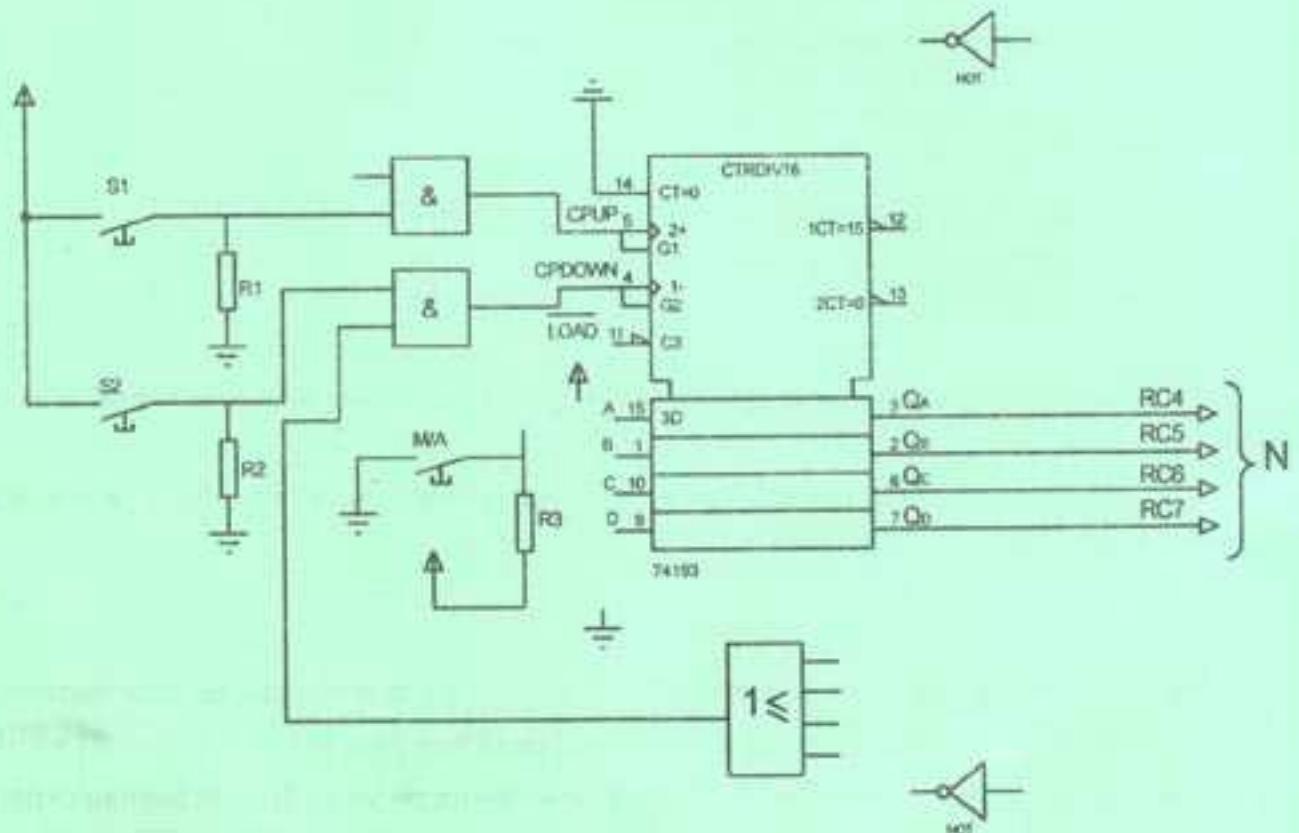 NOT
S1
&
14
CT=0
CTRDIV16
CPUP
5
2+
G1
1CT=15
12
R1
CPDOWN
4
1-
G2
2CT=0
13
&
LOAD
11
C3
S2
A 15 3D
3 QA
RC4
B 1
2 QB
RC5
C 10
6 QC
RC6
D 9
7 QD
RC7
N
M/A
R2
R3
74193
1≤
NOT